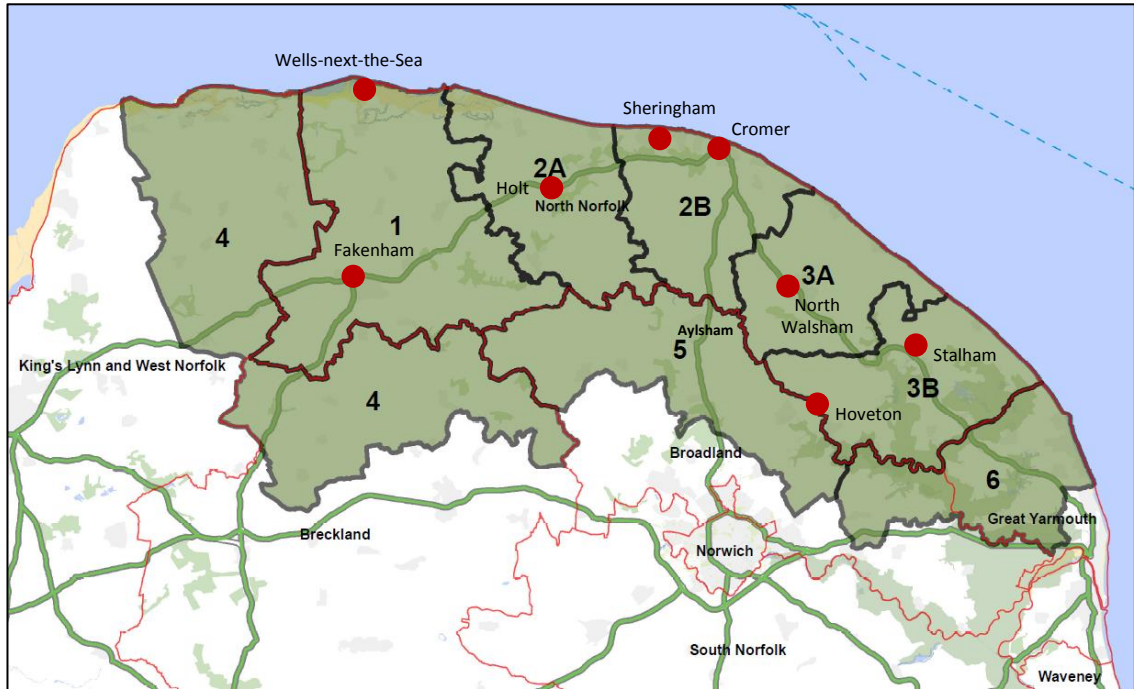 Wells-next-the-Sea
Sheringham
Cromer
2A
Holt
North Norfolk
2B
4
1
Fakenham
3A
North
Walsham
Aylsham
5
Stalham
King's Lynn and West Norfolk
4
3B
Hoveton
Broadland
6
Great Yarmouth
Breckland
Norwich
South Norfolk
Waveney